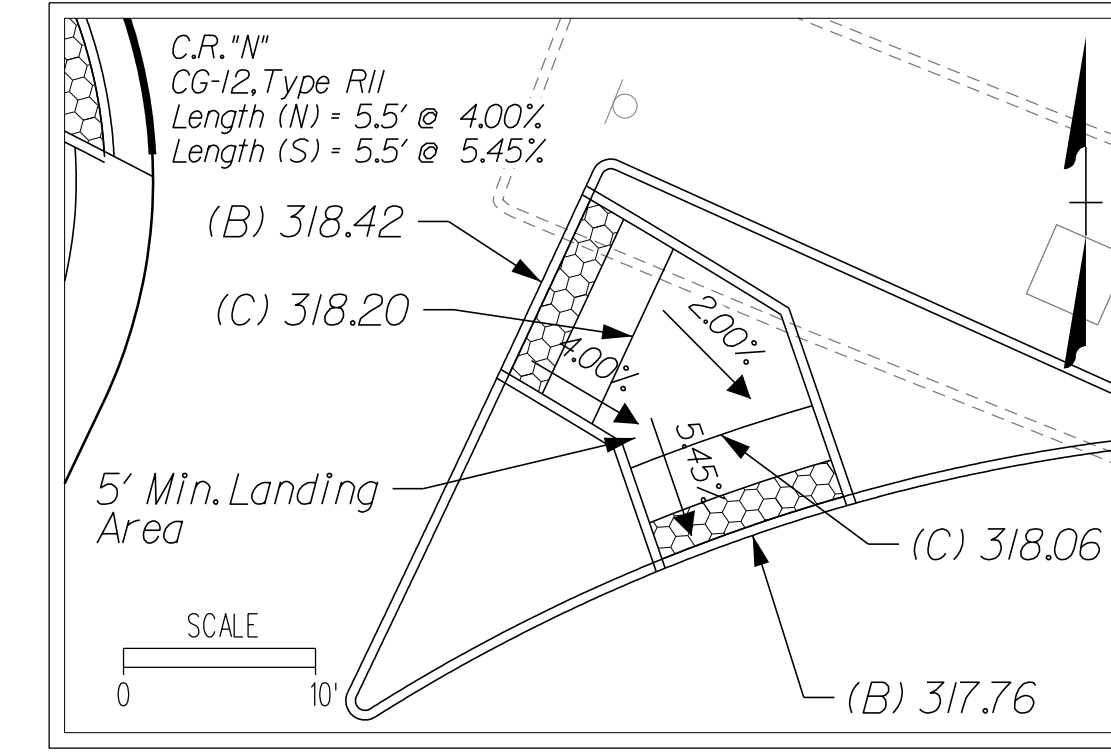 C.R."N"
CG-12, Type R11
Length (N) = 5.5' @ 4.00%
Length (S) = 5.5' @ 5.45%
(B) 318.42
(C) 318.20
2.00%
4.00%
5.45%
5' Min. Landing
Area
(C) 318.06
SCALE
0 10'
(B) 317.76